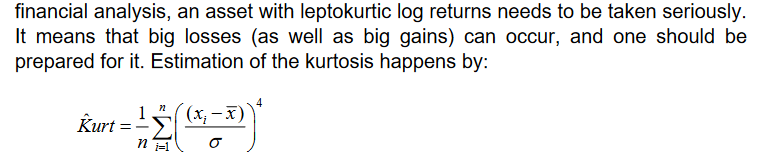 financial analysis, an asset with leptokurtic log returns needs to be taken seriously.
It means that big losses (as well as big gains) can occur, and one should be
prepared for it. Estimation of the kurtosis happens by:
K̂urt = \frac{1}{n} \sum_{i=1}^{n} \left( \frac{(x_i - \overline{x})}{\sigma} \right)^4